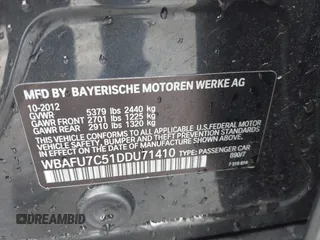 MFD BY BAYERISCHE MOTOREN WERKE AG
10-2012
GVWR 5379 lbs 2440 kg
GAWR FRONT 2701 lbs 1225 kg
GAWR REAR 2910 lbs 1320 kg
THIS VEHICLE CONFORMS TO ALL APPLICABLE U.S. FEDERAL MOTOR
VEHICLE SAFETY, BUMPER, AND THEFT PREVENTION STANDARDS
IN EFFECT ON THE DATE OF MANUFACTURE SHOWN ABOVE.
WBAFU7C51DDU71410 TYPE: PASSENGER CAR
890/7
DREAMBID